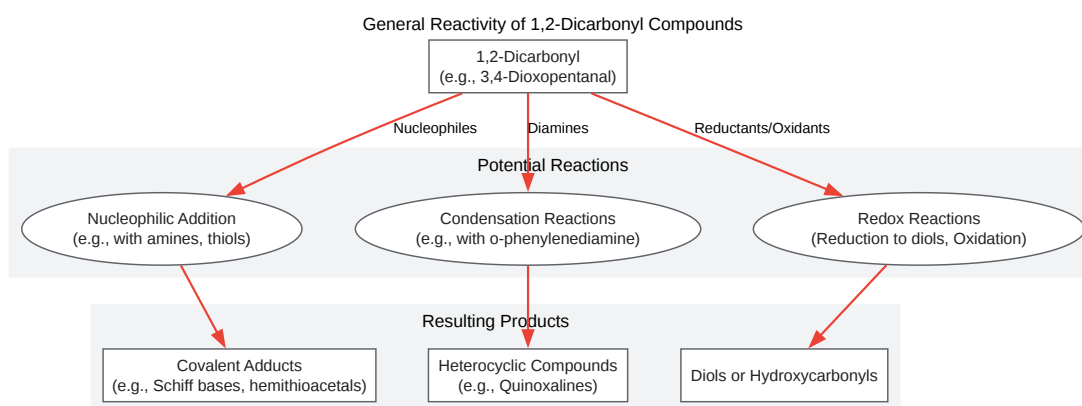 General Reactivity of 1,2-Dicarbonyl Compounds
1,2-Dicarbonyl
(e.g., 3,4-Dioxopentanal)
Nucleophiles
Diamines
Reductants/Oxidants
Potential Reactions
Nucleophilic Addition
(e.g., with amines, thiols)
Condensation Reactions
(e.g., with o-phenylenediamine)
Redox Reactions
(Reduction to diols, Oxidation)
Resulting Products
Covalent Adducts
(e.g., Schiff bases, hemithioacetals)
Heterocyclic Compounds
(e.g., Quinoxalines)
Diols or Hydroxycarbonyls